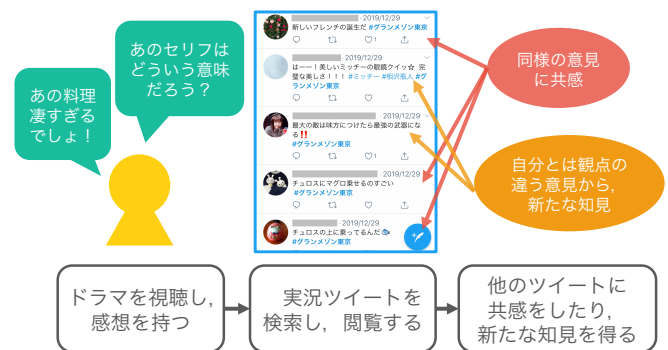 あのセリフは
どういう意味
だろう？
あの料理
凄すぎる
でしょ！
· 2019/12/29
新しいフレンチの誕生だ #グランメゾン東京
1
· 2019/12/29
はーー！美しいミッチーの眼鏡クイッ☆ 完
璧な美しさ！！！ #ミッチー #相沢瓶人 #グ
ランメゾン東京
· 2019/12/29
最大の敵は味方につけたら最強の武器にな
る‼️
#グランメゾン東京
1
· 2019/12/29
チュロスにマグロ乗せるのすごい
#グランメゾン東京
· 2019/12/29
チュロスの上に乗ってるんだ🐟
#グランメゾン東京
同様の意見
に共感
自分とは観点の
違う意見から，
新たな知見
ドラマを視聴し，
感想を持つ
実況ツイートを
検索し，閲覧する
他のツイートに
共感をしたり，
新たな知見を得る